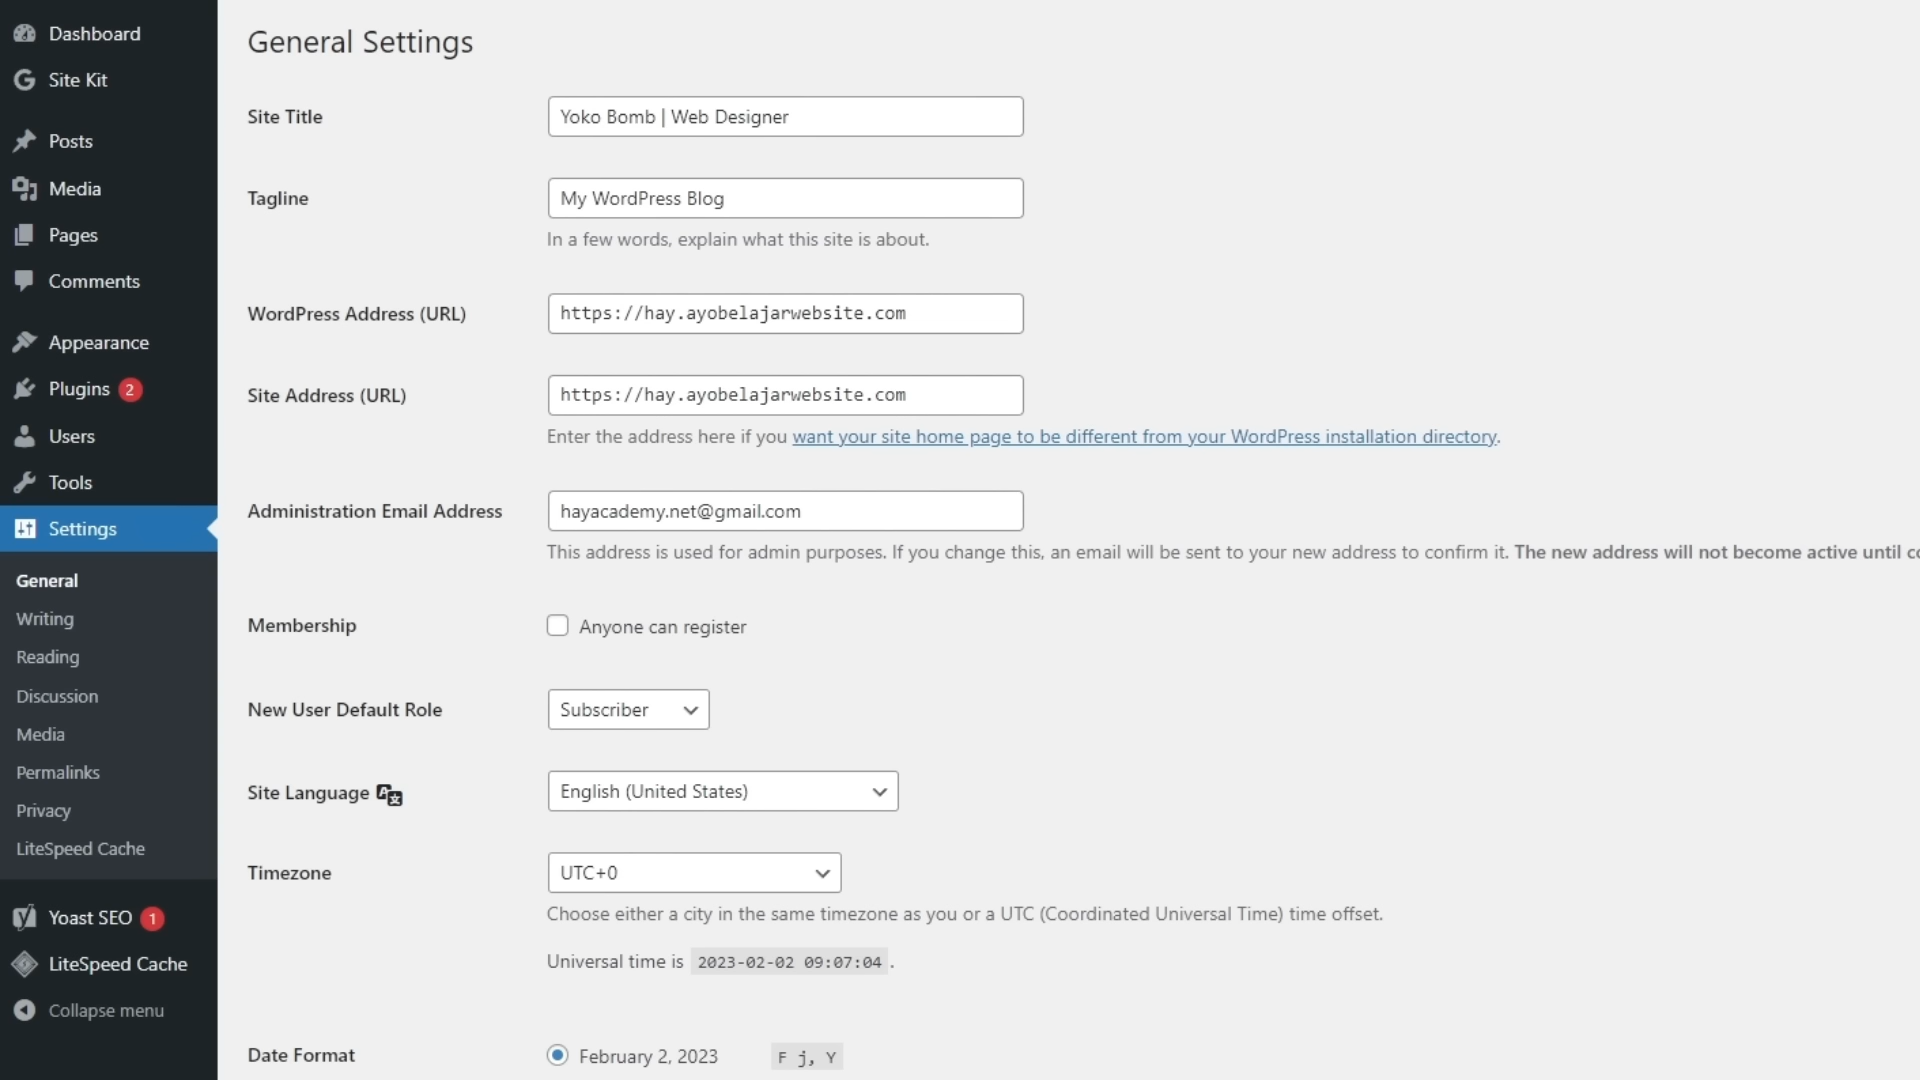 Dashboard
Site Kit
Posts
Media
Pages
Comments
Appearance
Plugins 2
Users
Tools
Settings
General
Writing
Reading
Discussion
Media
Permalinks
Privacy
LiteSpeed Cache
Yoast SEO 1
LiteSpeed Cache
Collapse menu
General Settings
Site Title
Yoko Bomb | Web Designer
Tagline
My WordPress Blog
In a few words, explain what this site is about.
WordPress Address (URL)
https://hay.ayobelajarwebsite.com
Site Address (URL)
https://hay.ayobelajarwebsite.com
Enter the address here if you want your site home page to be different from your WordPress installation directory.
Administration Email Address
hayacademy.net@gmail.com
This address is used for admin purposes. If you change this, an email will be sent to your new address to confirm it. The new address will not become active until
Membership
Anyone can register
New User Default Role
Subscriber
Site Language
English (United States)
Timezone
UTC+0
Choose either a city in the same timezone as you or a UTC (Coordinated Universal Time) time offset.
Universal time is 2023-02-02 09:07:04 .
Date Format
February 2, 2023
F j, Y